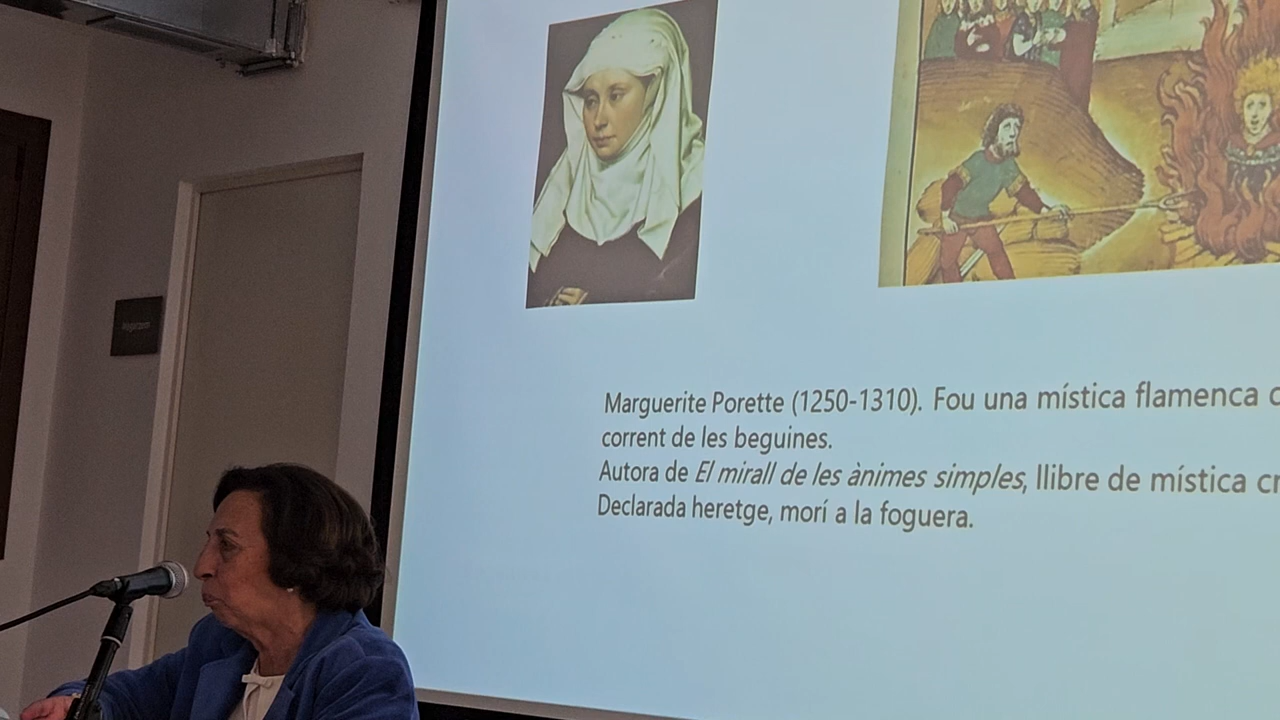 Marguerite Porette (1250-1310). Fou una mística flamenca
corrent de les beguines.
Autora de El mirall de les ànimes simples, llibre de mística
Declarada heretge, morí a la foguera.